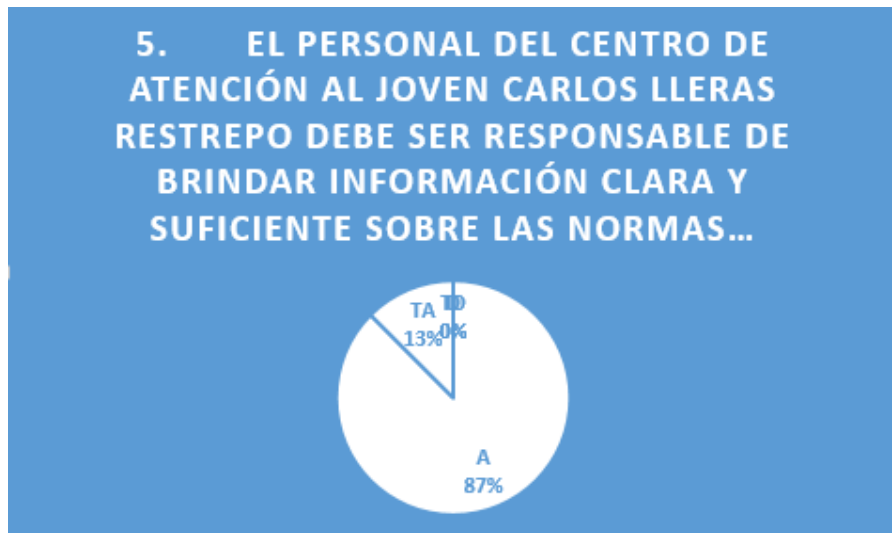 5. EL PERSONAL DEL CENTRO DE
ATENCIÓN AL JOVEN CARLOS LLERAS
RESTREPO DEBE SER RESPONSABLE DE
BRINDAR INFORMACIÓN CLARA Y
SUFICIENTE SOBRE LAS NORMAS...
TA
13%
0%
A
87%